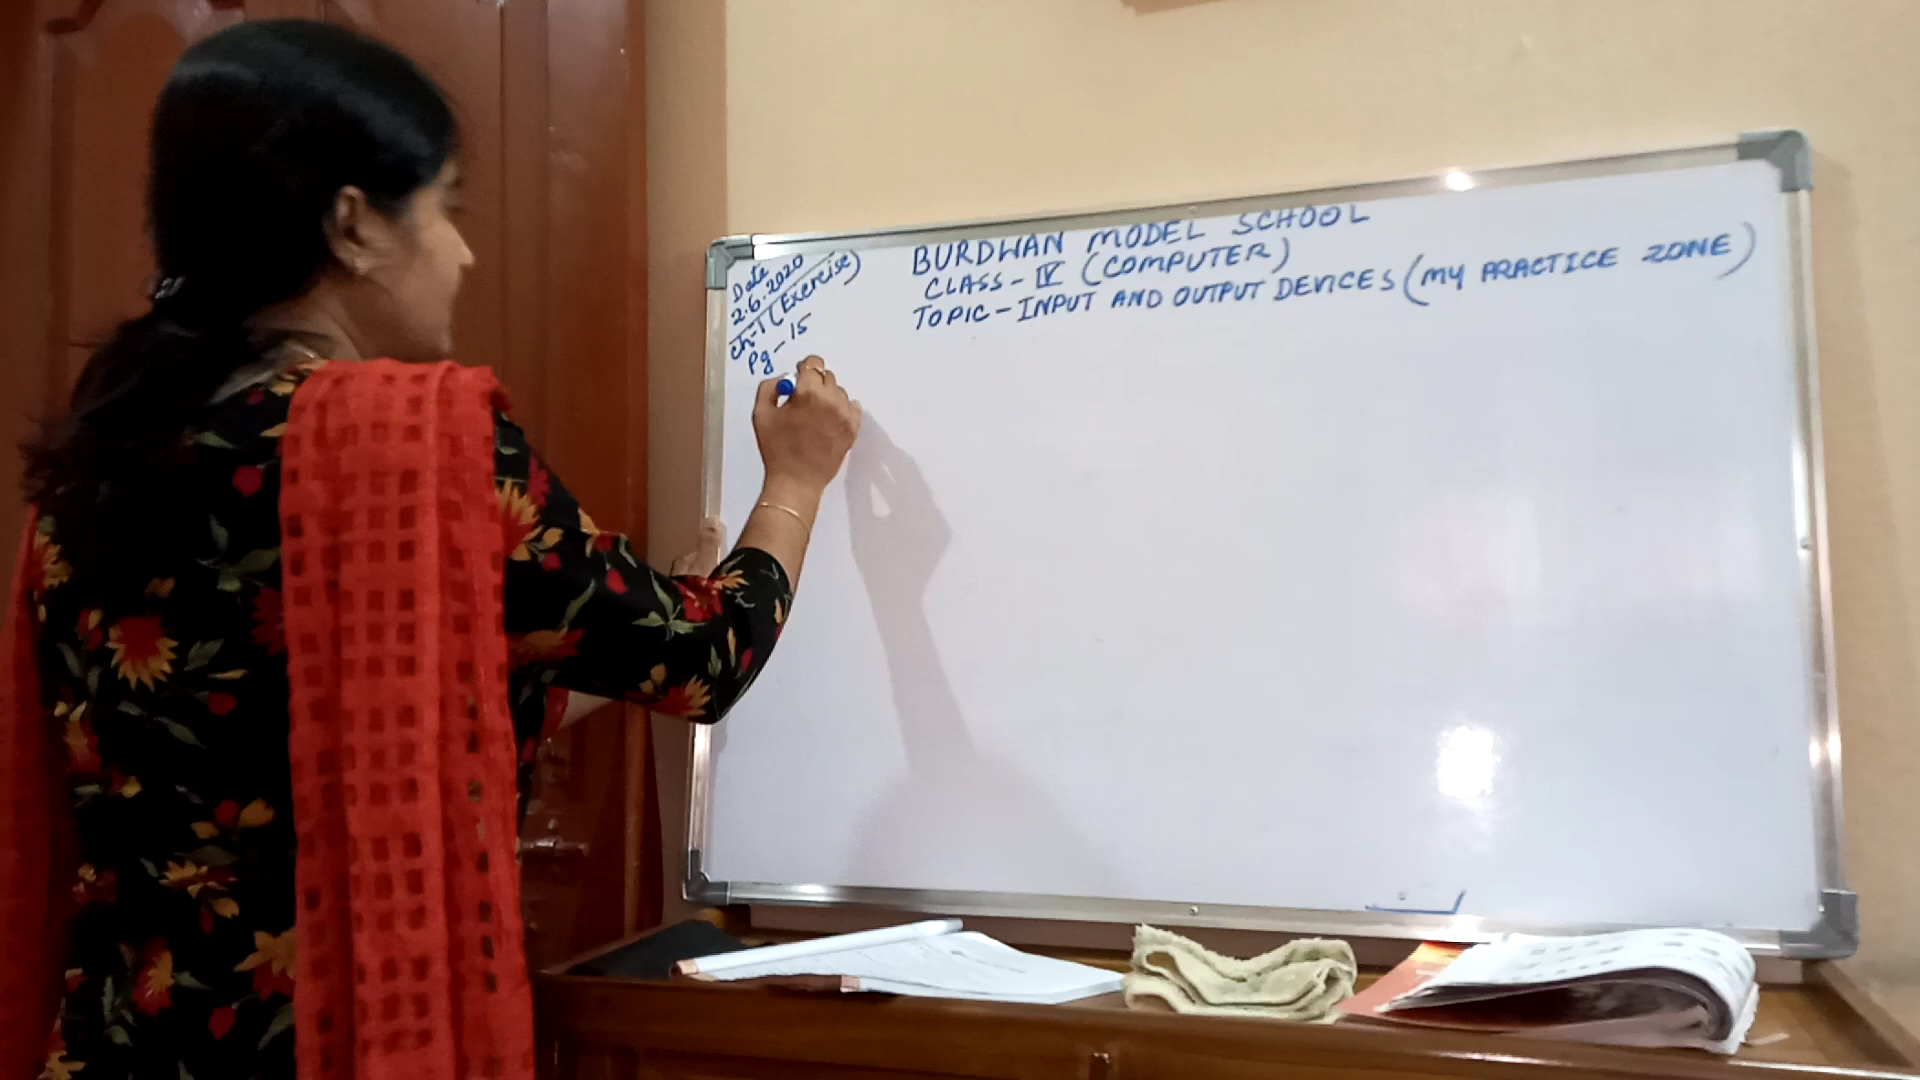 BURDWAN MODEL SCHOOL
CLASS - IV (COMPUTER)
TOPIC - INPUT AND OUTPUT DEVICES (MY PRACTICE ZONE)
Date
2.6.2020
Ch-1 (Exercise)
Pg - 15